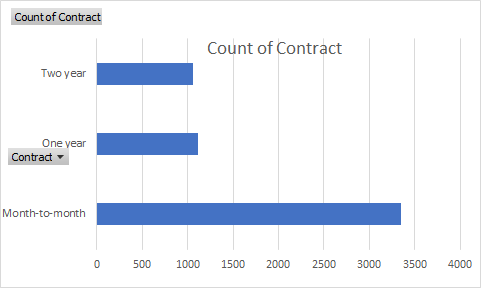 Count of Contract
Count of Contract
Two year
One year
Contract
Month-to-month
0 500 1000 1500 2000 2500 3000 3500 4000